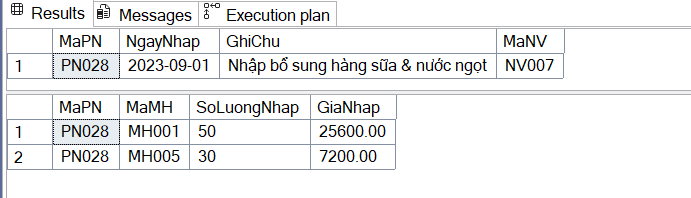 Results Messages Execution plan
MaPN NgayNhap GhiChu MaNV
1 PN028 2023-09-01 Nhập bổ sung hàng sữa & nước ngọt NV007
MaPN MaMH SoLuongNhap GiaNhap
1 PN028 MH001 50 25600.00
2 PN028 MH005 30 7200.00